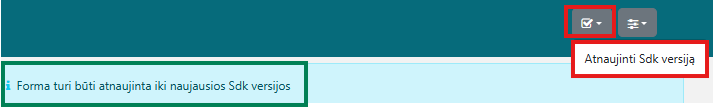 Atnaujinti Sdk versiją
Forma turi būti atnaujinta iki naujausios Sdk versijos